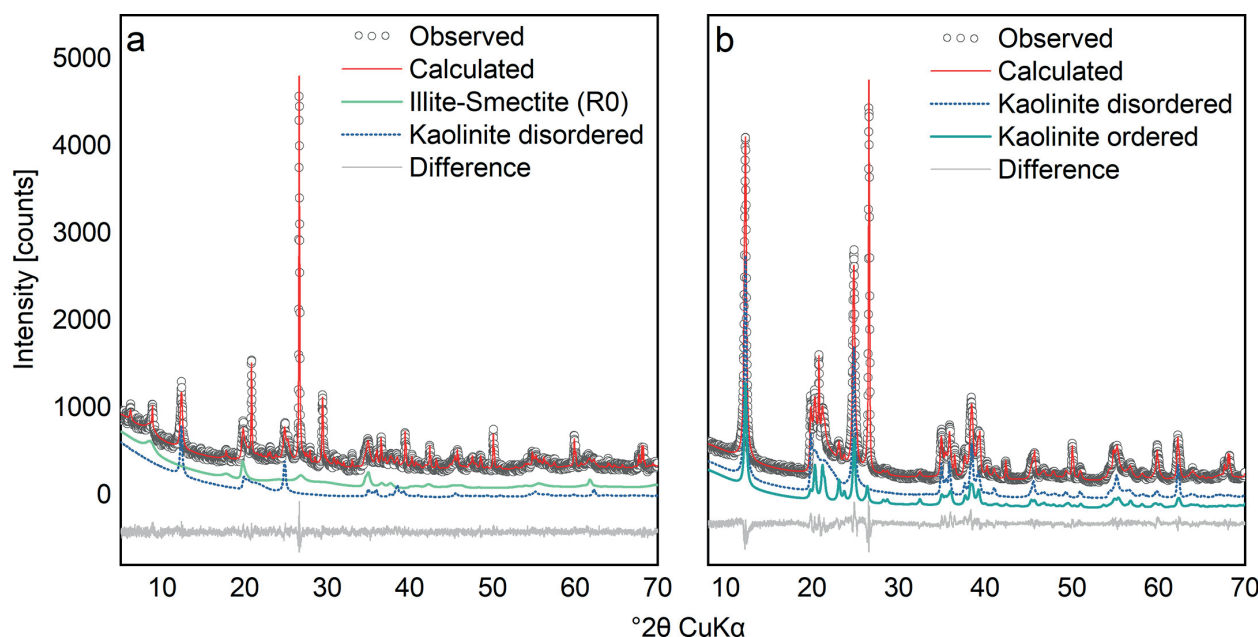 a
Observed
Calculated
Illite-Smectite (R0)
Kaolinite disordered
Difference
b
Observed
Calculated
Kaolinite disordered
Kaolinite ordered
Difference
Intensity [counts]
5000
4000
3000
2000
1000
0
10 20 30 40 50 60 70
10 20 30 40 50 60 70
°2θ CuKα